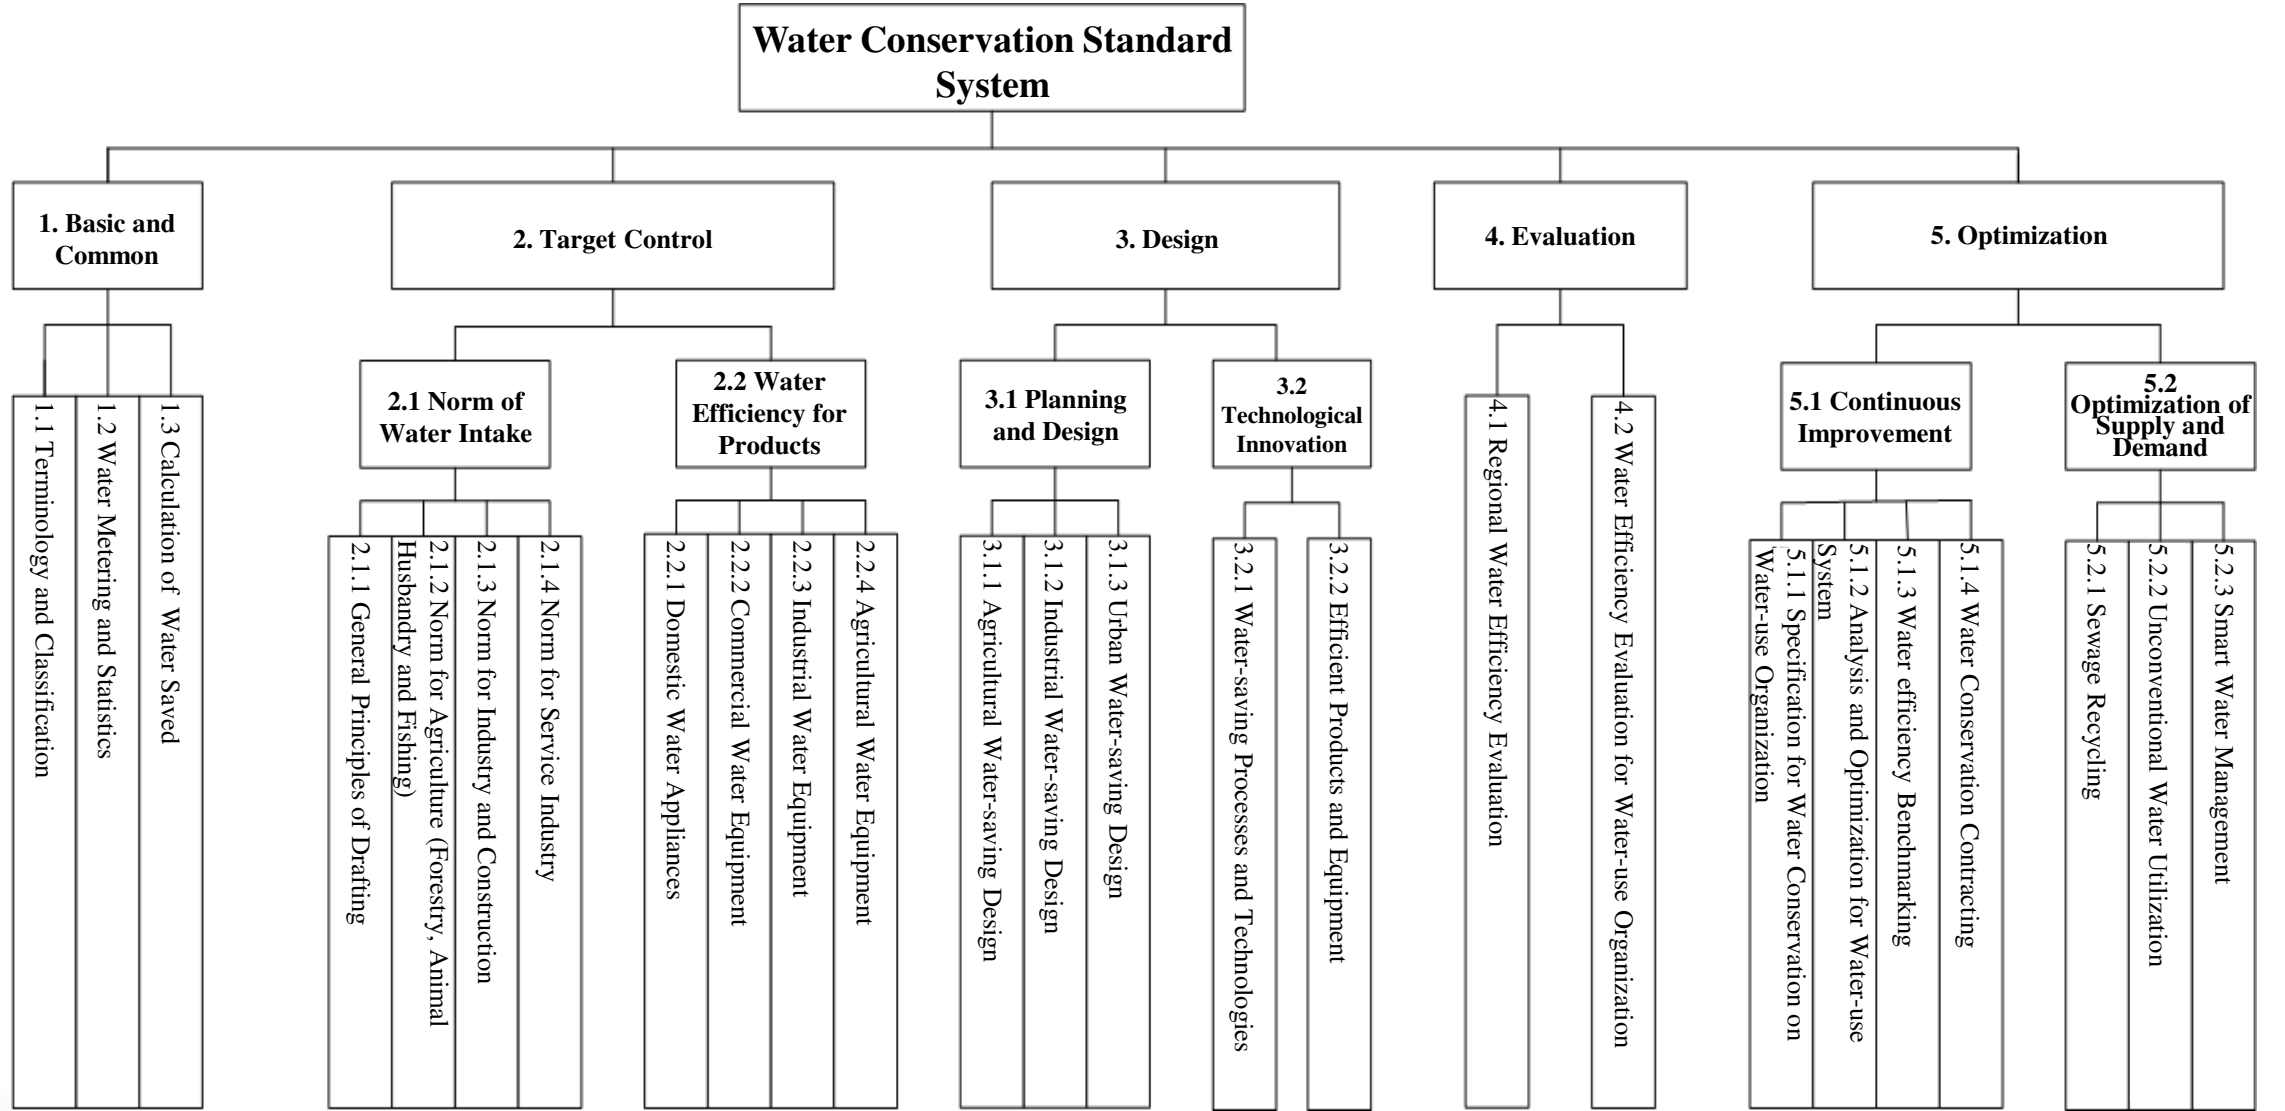 Water Conservation Standard
System
1. Basic and
Common
2. Target Control
3. Design
4. Evaluation
5. Optimization
1.1 Terminology and Classification
1.2 Water Metering and Statistics
1.3 Calculation of Water Saved
2.1 Norm of
Water Intake
2.2 Water
Efficiency for
Products
3.1 Planning
and Design
3.2
Technological
Innovation
4.1 Regional Water Efficiency Evaluation
4.2 Water Efficiency Evaluation for Water-use Organization
5.1 Continuous
Improvement
5.2
Optimization of
Supply and
Demand
2.1.1 General Principles of Drafting
2.1.2 Norm for Agriculture (Forestry, Animal
Husbandry and Fishing)
2.1.3 Norm for Industry and Construction
2.1.4 Norm for Service Industry
2.2.1 Domestic Water Appliances
2.2.2 Commercial Water Equipment
2.2.3 Industrial Water Equipment
2.2.4 Agricultural Water Equipment
3.1.1 Agricultural Water-saving Design
3.1.2 Industrial Water-saving Design
3.1.3 Urban Water-saving Design
3.2.1 Water-saving Processes and Technologies
3.2.2 Efficient Products and Equipment
5.1.1 Specification for Water Conservation on
Water-use Organization
5.1.2 Analysis and Optimization for Water-use
System
5.1.3 Water efficiency Benchmarking
5.1.4 Water Conservation Contracting
5.2.1 Sewage Recycling
5.2.2 Unconventional Water Utilization
5.2.3 Smart Water Management